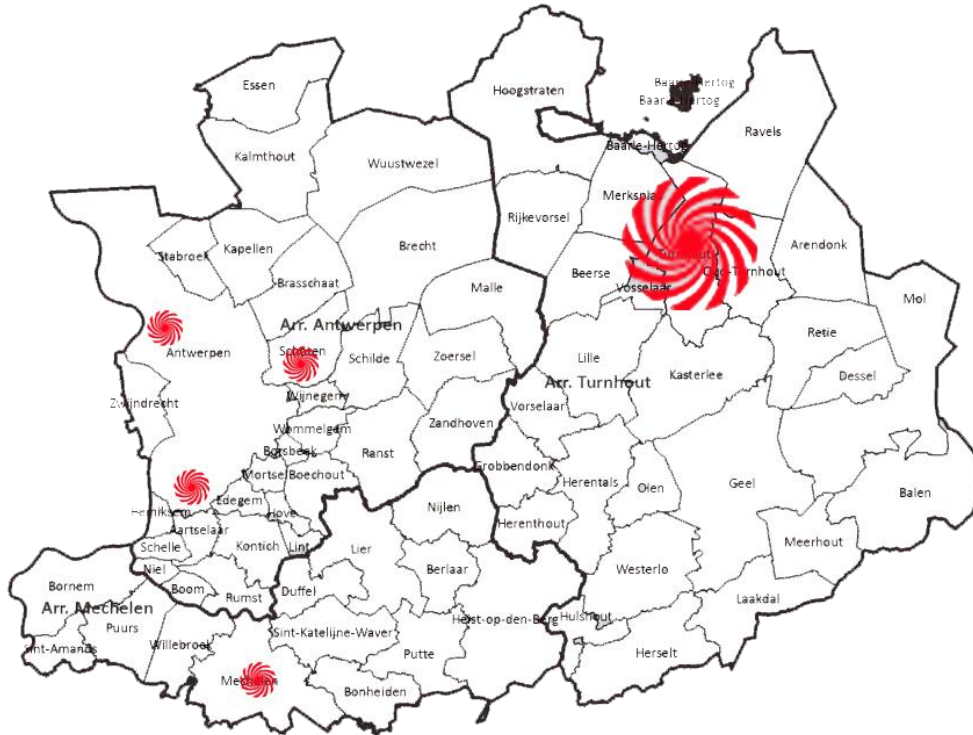 Essen
Hoogstraten
Baarle-Hertog
Baarle-Hertog
Ravels
Baarle-Hertog
Kalmthout
Wuustwezel
Merksplas
Rijkevorsel
Kapellen
Brecht
Stabroek
Turnhout
Arendonk
Oud-Turnhout
Beerse
Brasschaat
Malle
Vosselaar
Mol
Arr. Antwerpen
Retie
Antwerpen
Schoten
Schilde
Zoersel
Lille
Kasterlee
Dessel
Arr. Turnhout
Wijnegem
Zwijndrecht
Vorselaar
Zandhoven
Wommelgem
Borsbeek
Ranst
Grobbendonk
Mortsel
Boechout
Herentals
Olen
Geel
Balen
Edegem
Nijlen
Hemiksem
Hove
Herenthout
Aartselaar
Schelle
Kontich
Lint
Lier
Meerhout
Niel
Berlaar
Westerlo
Bornem
Boom
Rumst
Duffel
Laakdal
Arr. Mechelen
Heist-op-den-Berg
Hulshout
Puurs
Sint-Katelijne-Waver
Sint-Amands
Willebroek
Putte
Herselt
Mechelen
Bonheiden